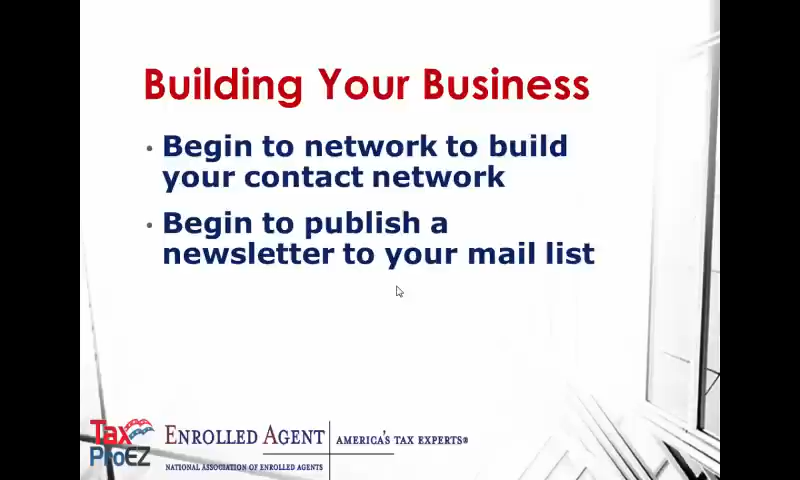 Building Your Business
• Begin to network to build
your contact network
• Begin to publish a
newsletter to your mail list
Tax
ProEZ
ENROLLED AGENT
AMERICA'S TAX EXPERTS®
NATIONAL ASSOCIATION OF ENROLLED AGENTS